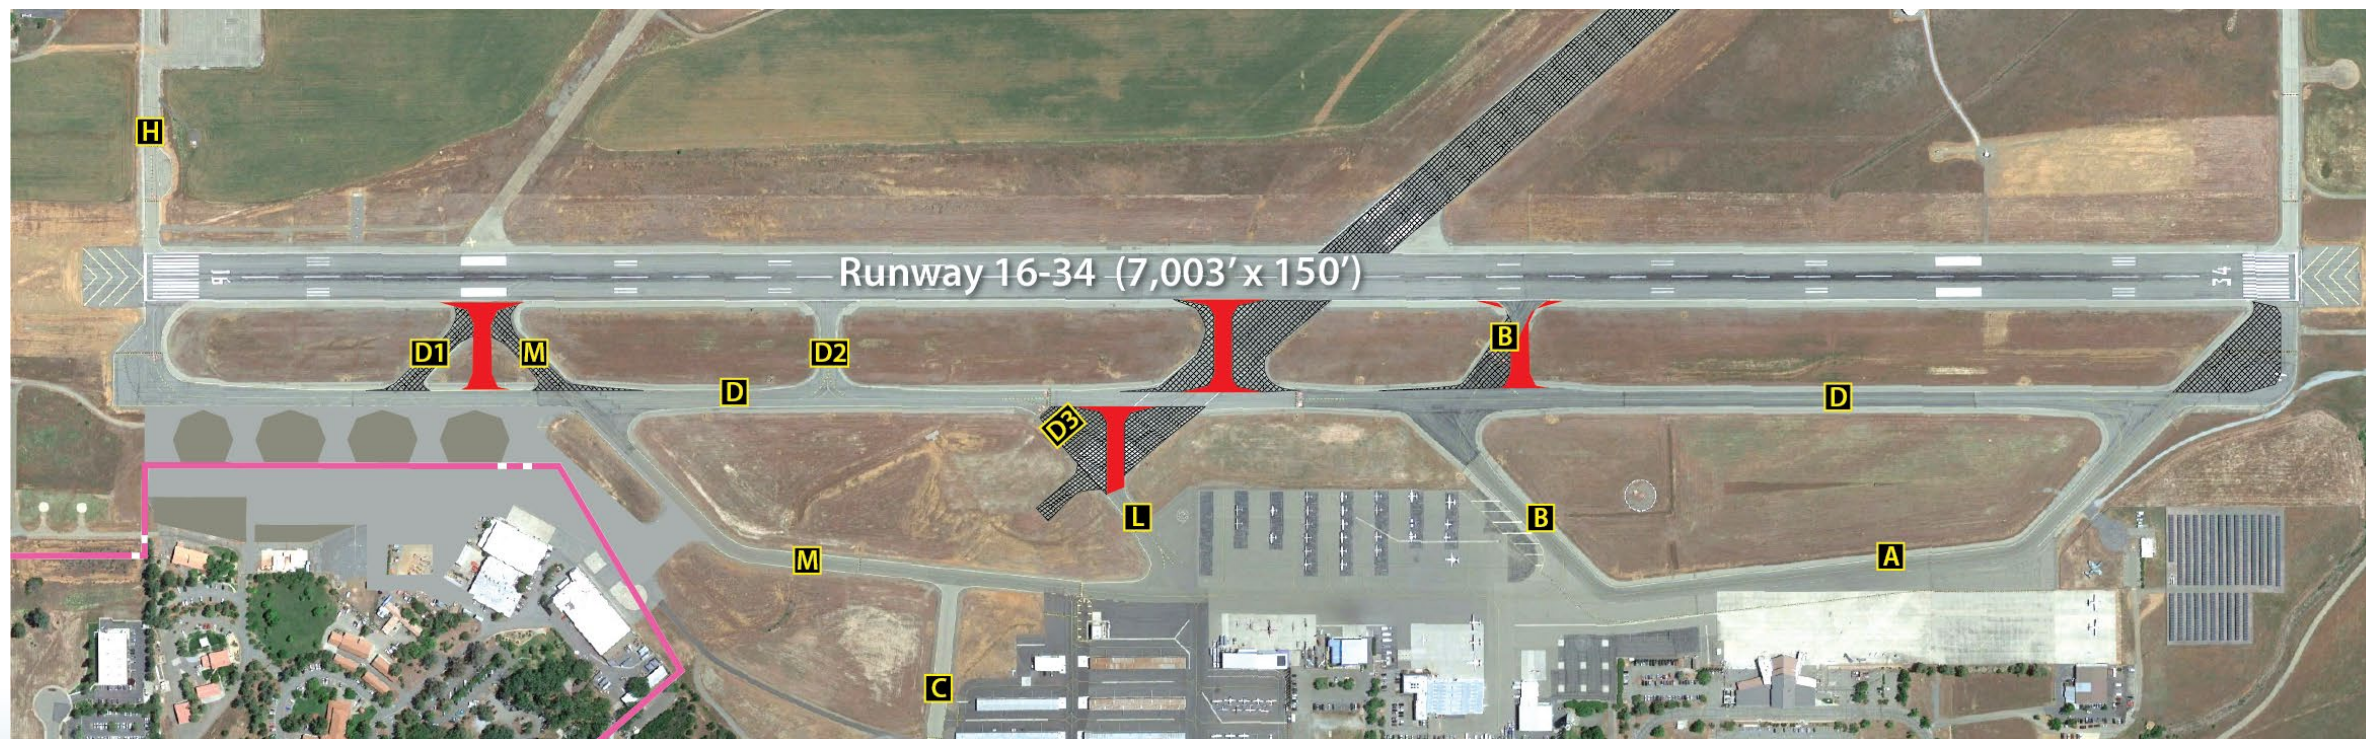 H
16
Runway 16-34 (7,003' x 150')
34
D1
M
D2
B
D
D
D3
L
B
M
A
C